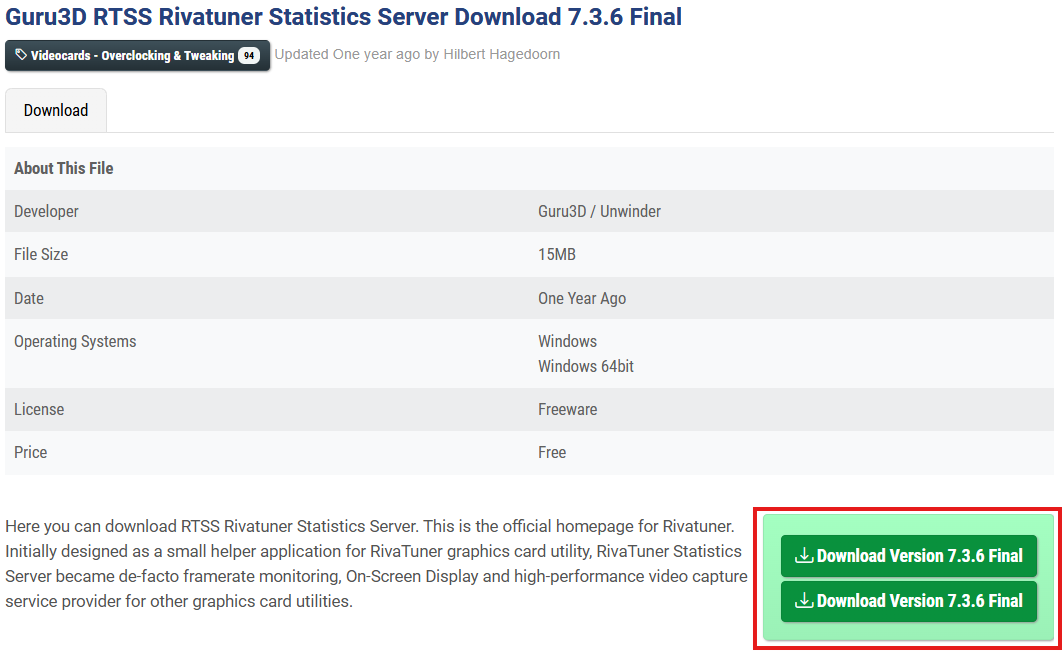 Guru3D RTSS Rivatuner Statistics Server Download 7.3.6 Final
Videocards - Overclocking & Tweaking 94 Updated One year ago by Hilbert Hagedoorn
Download
About This File
Developer Guru3D / Unwinder
File Size 15MB
Date One Year Ago
Operating Systems Windows
Windows 64bit
License Freeware
Price Free
Here you can download RTSS Rivatuner Statistics Server. This is the official homepage for Rivatuner.
Initially designed as a small helper application for RivaTuner graphics card utility, RivaTuner Statistics
Server became de-facto framerate monitoring, On-Screen Display and high-performance video capture
service provider for other graphics card utilities.
Download Version 7.3.6 Final
Download Version 7.3.6 Final